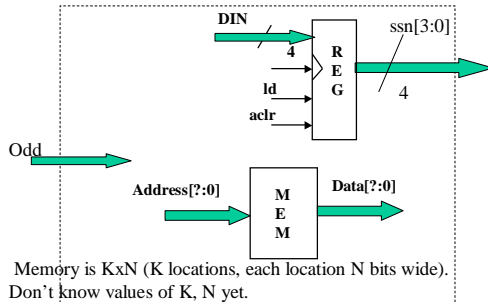 DIN
ssn[3:0]
4
R
E
G
4
ld
aclr
Odd
Address[?:0]
M
E
M
Data[?:0]
Memory is KxN (K locations, each location N bits wide).
Don't know values of K, N yet.